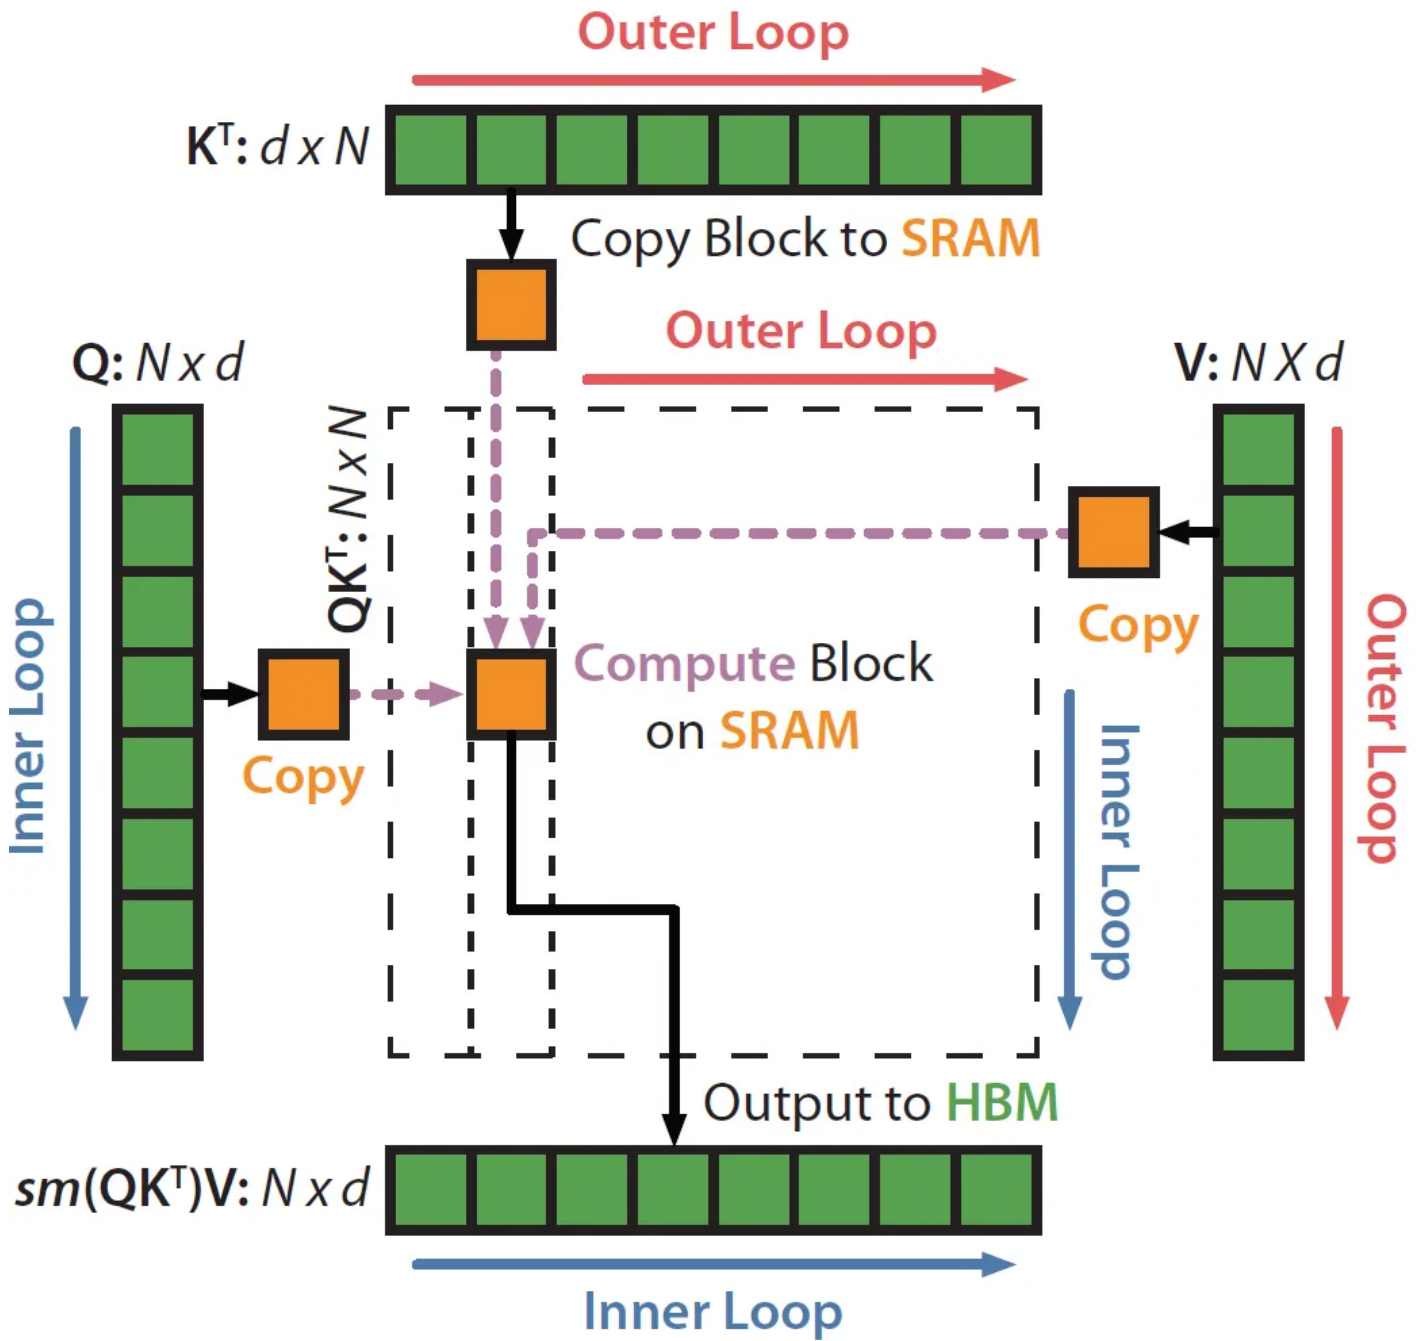 Outer Loop
Kᵀ: d x N
Copy Block to SRAM
Outer Loop
Q: N x d
V: N X d
QKᵀ: N x N
Copy
Compute Block
on SRAM
Copy
Inner Loop
Inner Loop
Outer Loop
Output to HBM
sm(QKᵀ)V: N x d
Inner Loop